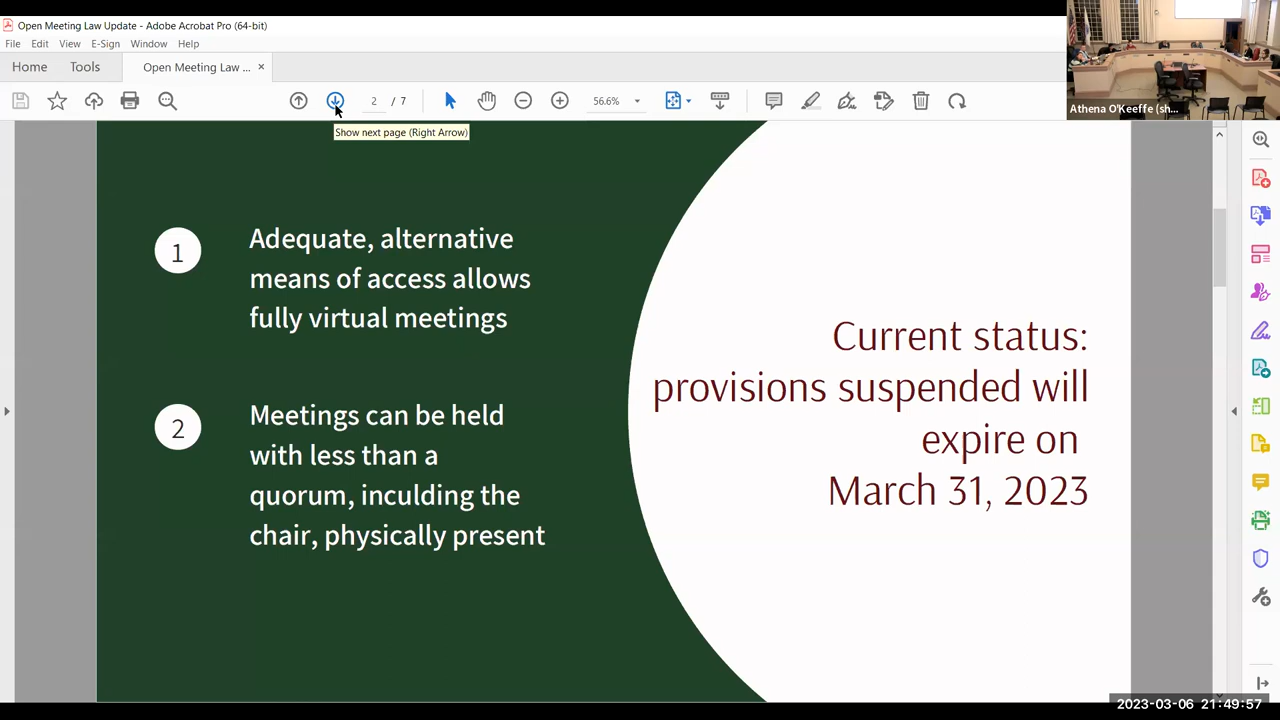 Open Meeting Law Update - Adobe Acrobat Pro (64-bit)
File Edit View E-Sign Window Help
Home Tools Open Meeting Law ... ×
2 / 7 56.6%
Show next page (Right Arrow)
Athena O'Keeffe (sh...
1
Adequate, alternative
means of access allows
fully virtual meetings
2
Meetings can be held
with less than a
quorum, inculding the
chair, physically present
Current status:
provisions suspended will
expire on
March 31, 2023
2023-03-06 21:49:57